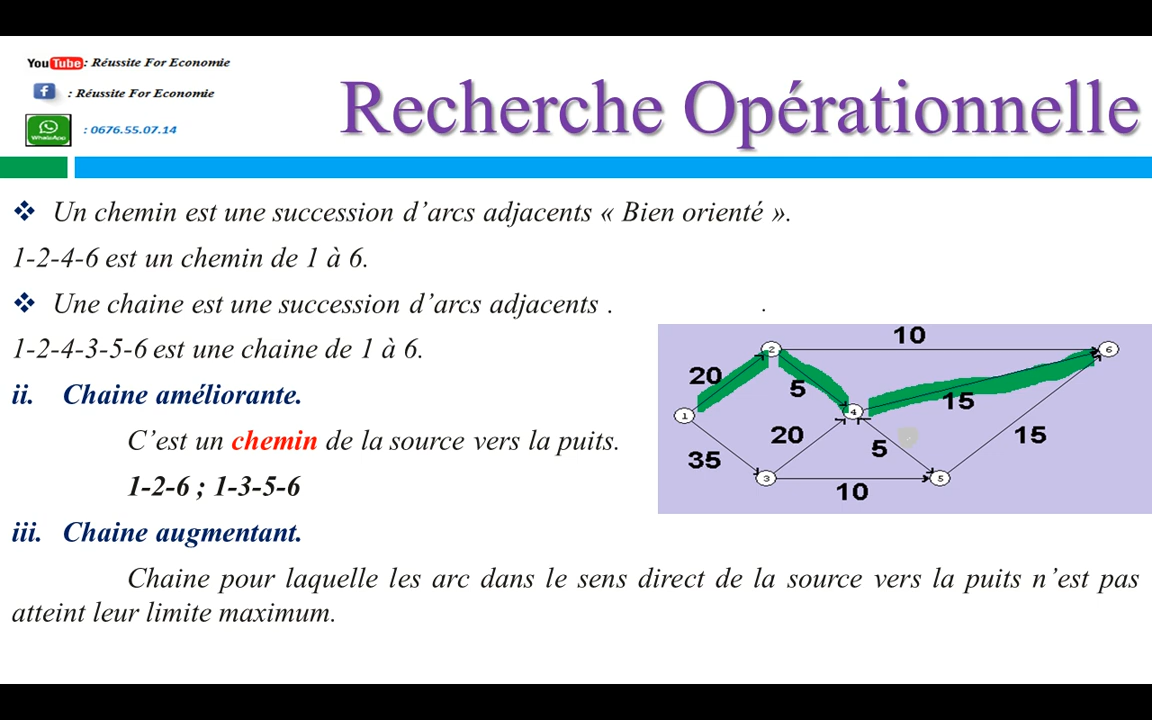 YouTube : Réussite For Economie
f : Réussite For Economie
WhatsApp : 0676.55.07.14
Recherche Opérationnelle
❖ Un chemin est une succession d’arcs adjacents « Bien orienté ».
1-2-4-6 est un chemin de 1 à 6.
❖ Une chaine est une succession d’arcs adjacents . .
1-2-4-3-5-6 est une chaine de 1 à 6.
ii. Chaine améliorante.
C’est un chemin de la source vers la puits.
1-2-6 ; 1-3-5-6
iii. Chaine augmentant.
Chaine pour laquelle les arc dans le sens direct de la source vers la puits n’est pas
atteint leur limite maximum.
10
2
6
20
5
15
1
4
20
5
15
35
3
5
10